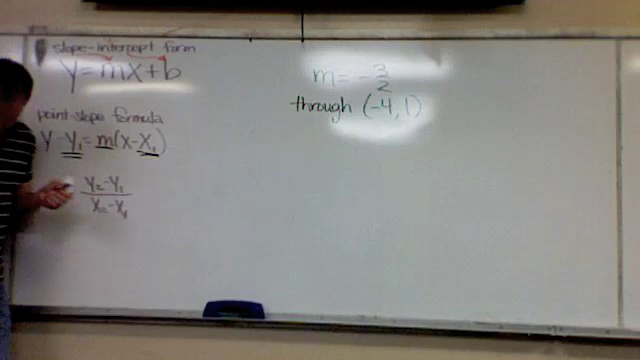 slope-intercept form
y = mx + b
point-slope formula
y - y₁ = m(x - x₁)
y₂ - y₁
x₂ - x₁
m = - 3/2
through (-4, 1)